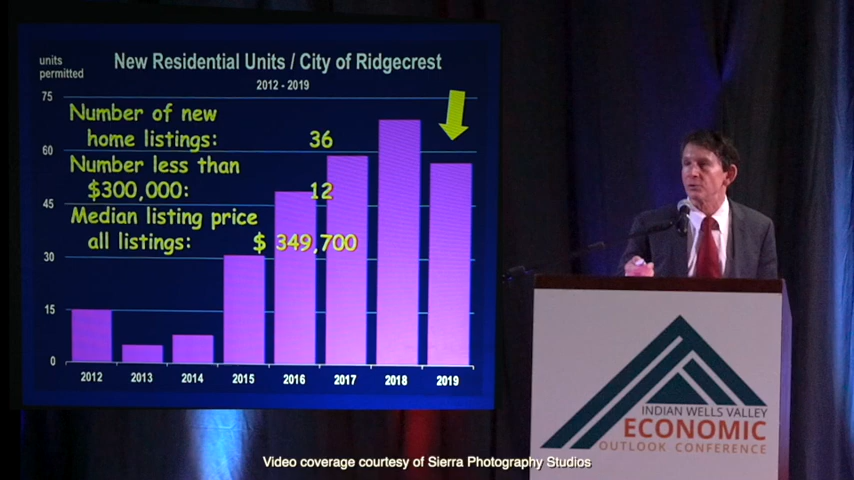 New Residential Units / City of Ridgecrest
2012 - 2019
units
permitted
75
60
45
30
15
0
Number of new
home listings: 36
Number less than
$300,000: 12
Median listing price
all listings: $ 349,700
2012 2013 2014 2015 2016 2017 2018 2019
INDIAN WELLS VALLEY
ECONOMIC
OUTLOOK CONFERENCE
Video coverage courtesy of Sierra Photography Studios